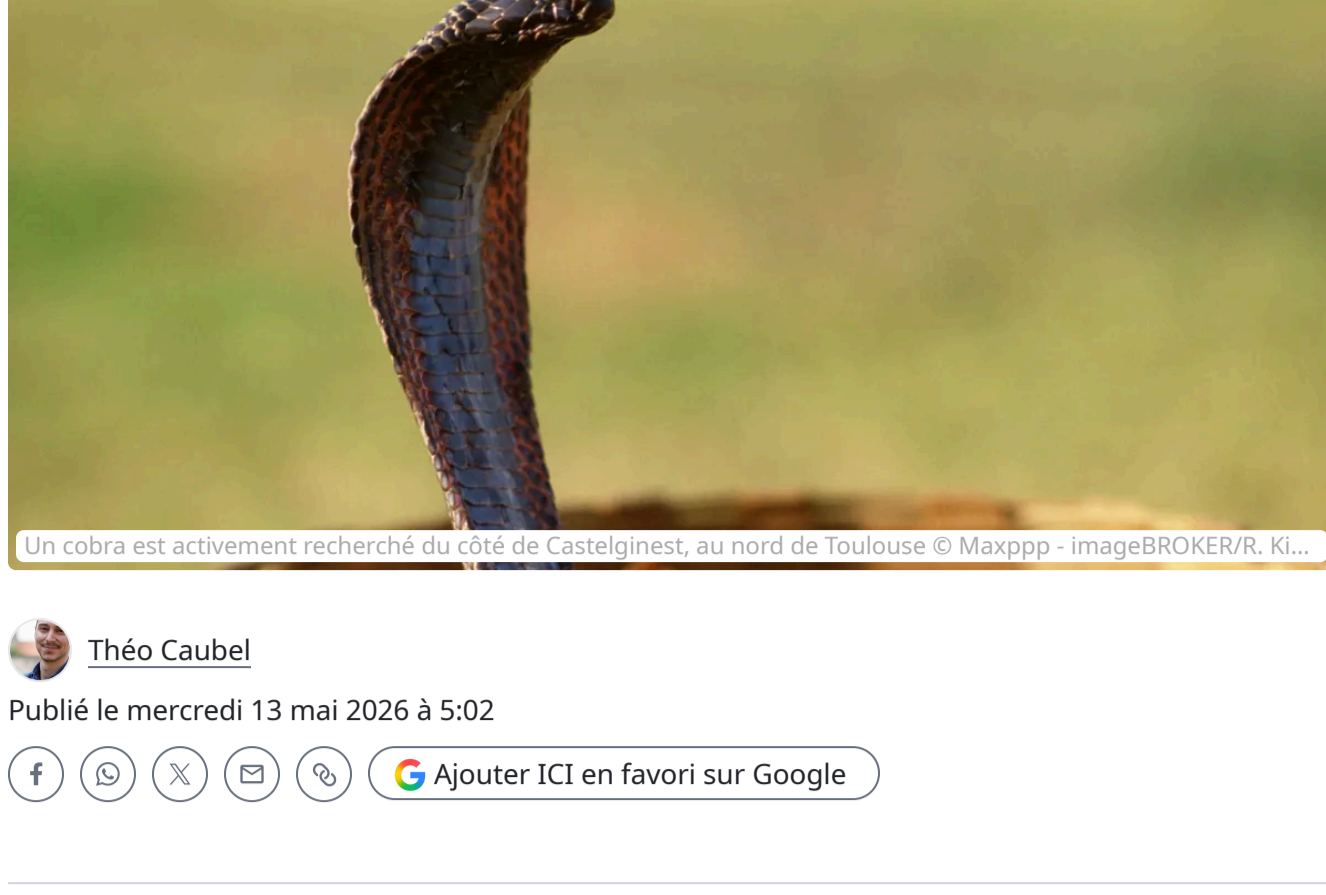 Un cobra est activement recherché du côté de Castelginest, au nord de Toulouse © Maxppp - imageBROKER/R. Ki...
Théo Caubel
Publié le mercredi 13 mai 2026 à 5:02
Ajouter ICI en favori sur Google